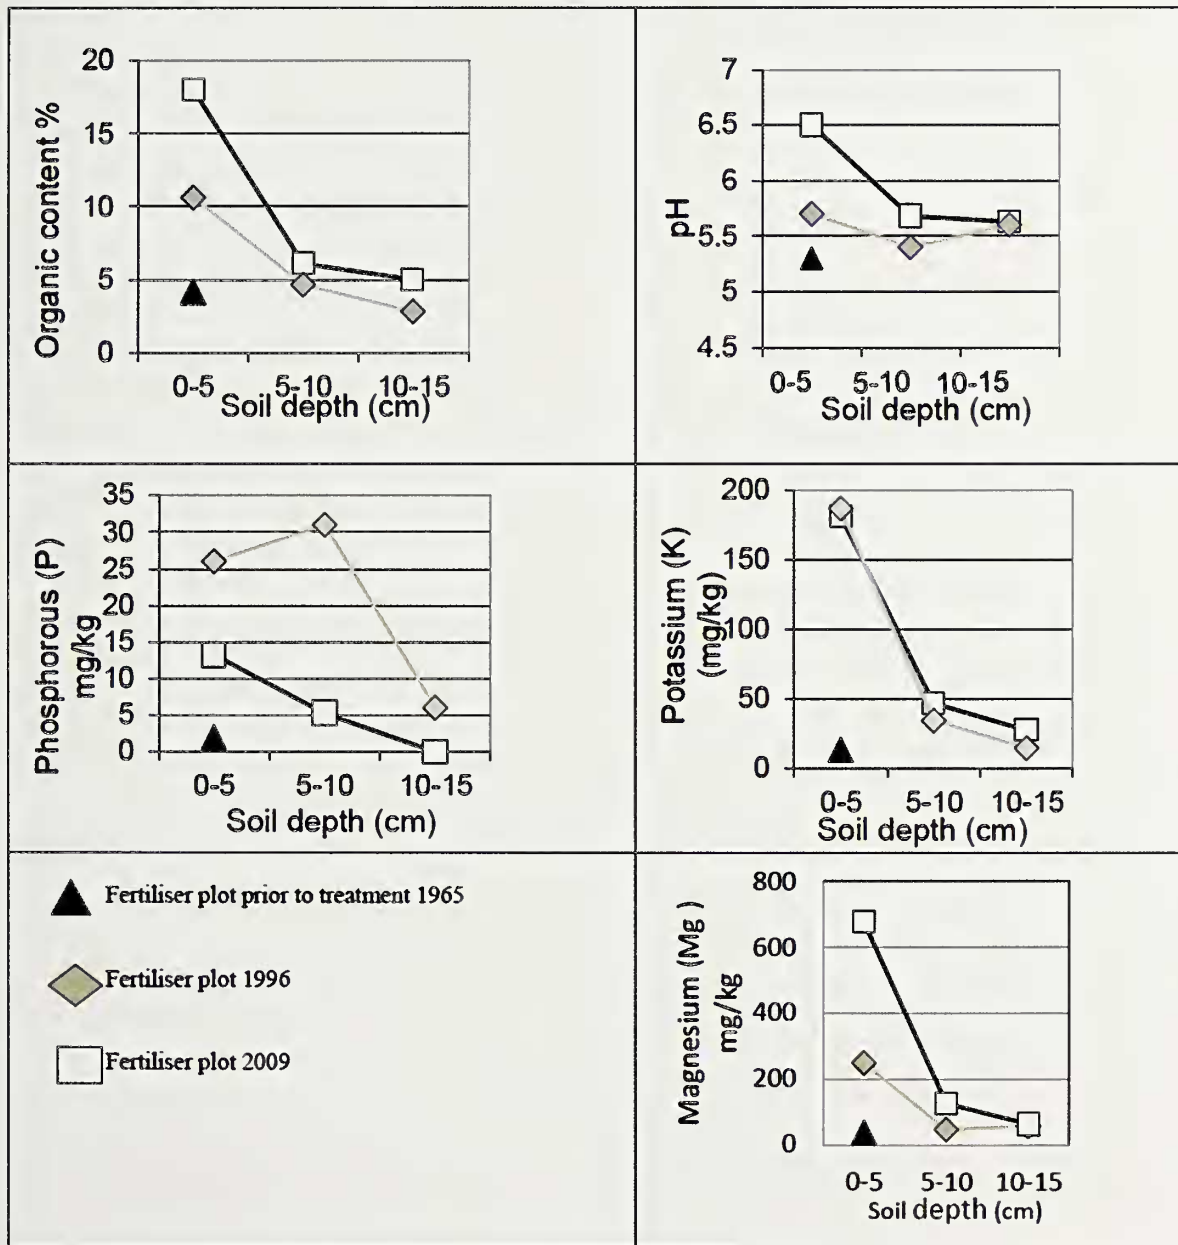 20
15
10
5
0
Organic content %
0-5 5-10 10-15
Soil depth (cm)
7
6.5
6
5.5
5
4.5
pH
0-5 5-10 10-15
Soil depth (cm)
35
30
25
20
15
10
5
0
Phosphorous (P)
mg/kg
0-5 5-10 10-15
Soil depth (cm)
200
150
100
50
0
Potassium (K)
(mg/kg)
0-5 5-10 10-15
Soil depth (cm)
Fertiliser plot prior to treatment 1965
Fertiliser plot 1996
Fertiliser plot 2009
800
600
400
200
0
Magnesium (Mg )
mg/kg
0-5 5-10 10-15
Soil depth (cm)